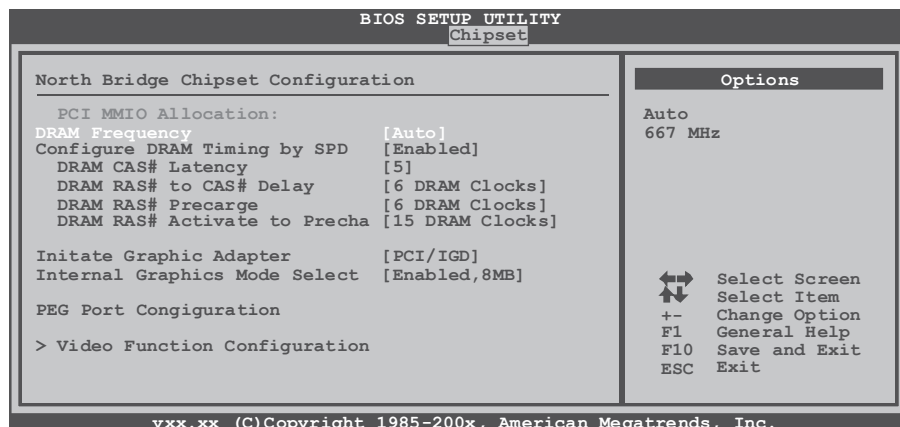 BIOS SETUP UTILITY
Chipset
North Bridge Chipset Configuration
PCI MMIO Allocation:
DRAM Frequency [Auto]
Configure DRAM Timing by SPD [Enabled]
DRAM CAS# Latency [5]
DRAM RAS# to CAS# Delay [6 DRAM Clocks]
DRAM RAS# Precarge [6 DRAM Clocks]
DRAM RAS# Activate to Precha [15 DRAM Clocks]
Initate Graphic Adapter [PCI/IGD]
Internal Graphics Mode Select [Enabled,8MB]
PEG Port Congiguration
> Video Function Configuration
Options
Auto
667 MHz
Select Screen
Select Item
+- Change Option
F1 General Help
F10 Save and Exit
ESC Exit
vxx.xx (C)Copyright 1985-200x, American Megatrends, Inc.